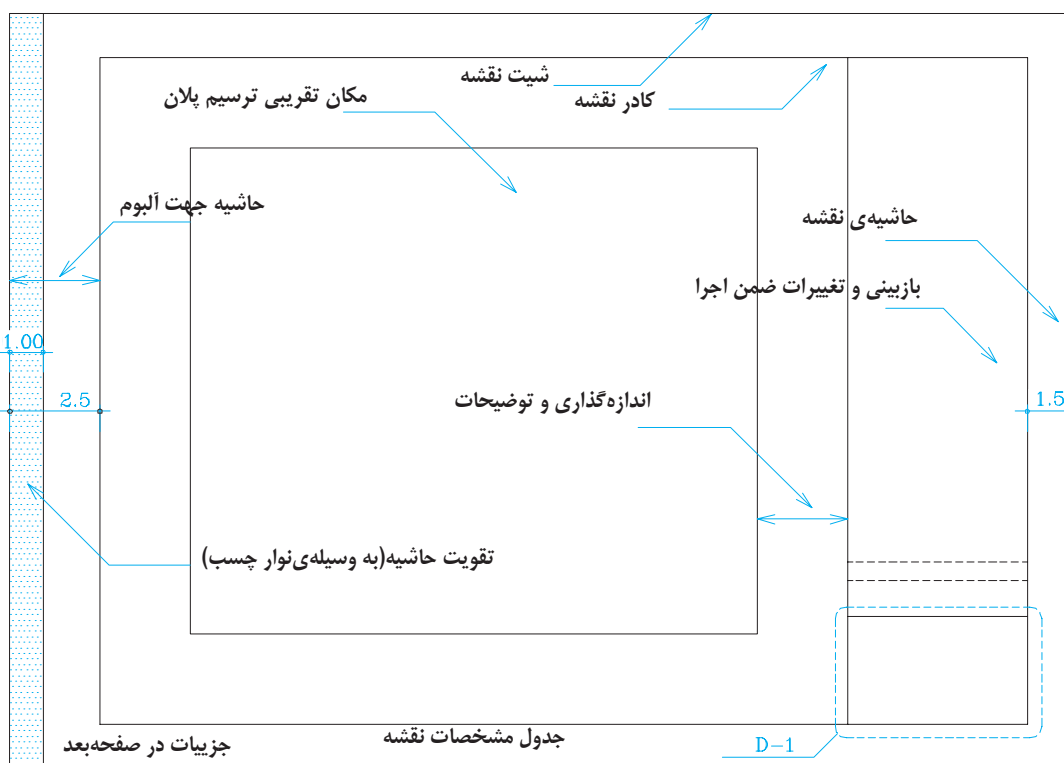 شیت نقشه
کادر نقشه
مکان تقریبی ترسیم پلان
حاشیه جهت آلبوم
حاشیه‌ی نقشه
بازبینی و تغییرات ضمن اجرا
1.00
2.5
اندازه‌گذاری و توضیحات
1.5
تقویت حاشیه(به وسیله‌ی‌نوار چسب)
جدول مشخصات نقشه
جزییات در صفحه‌بعد
D-1